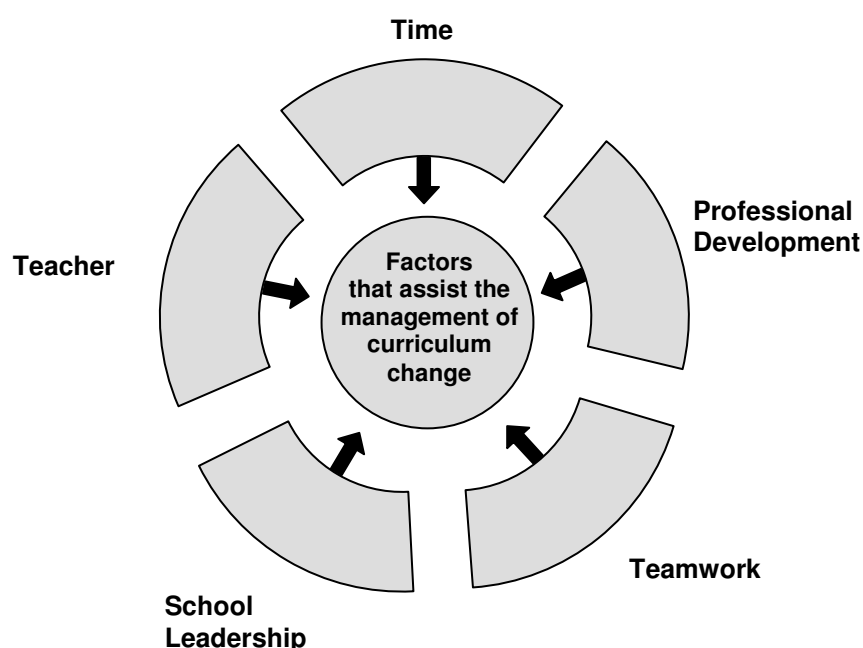 Time
Professional
Development
Teacher
Factors
that assist the
management of
curriculum
change
Teamwork
School
Leadership